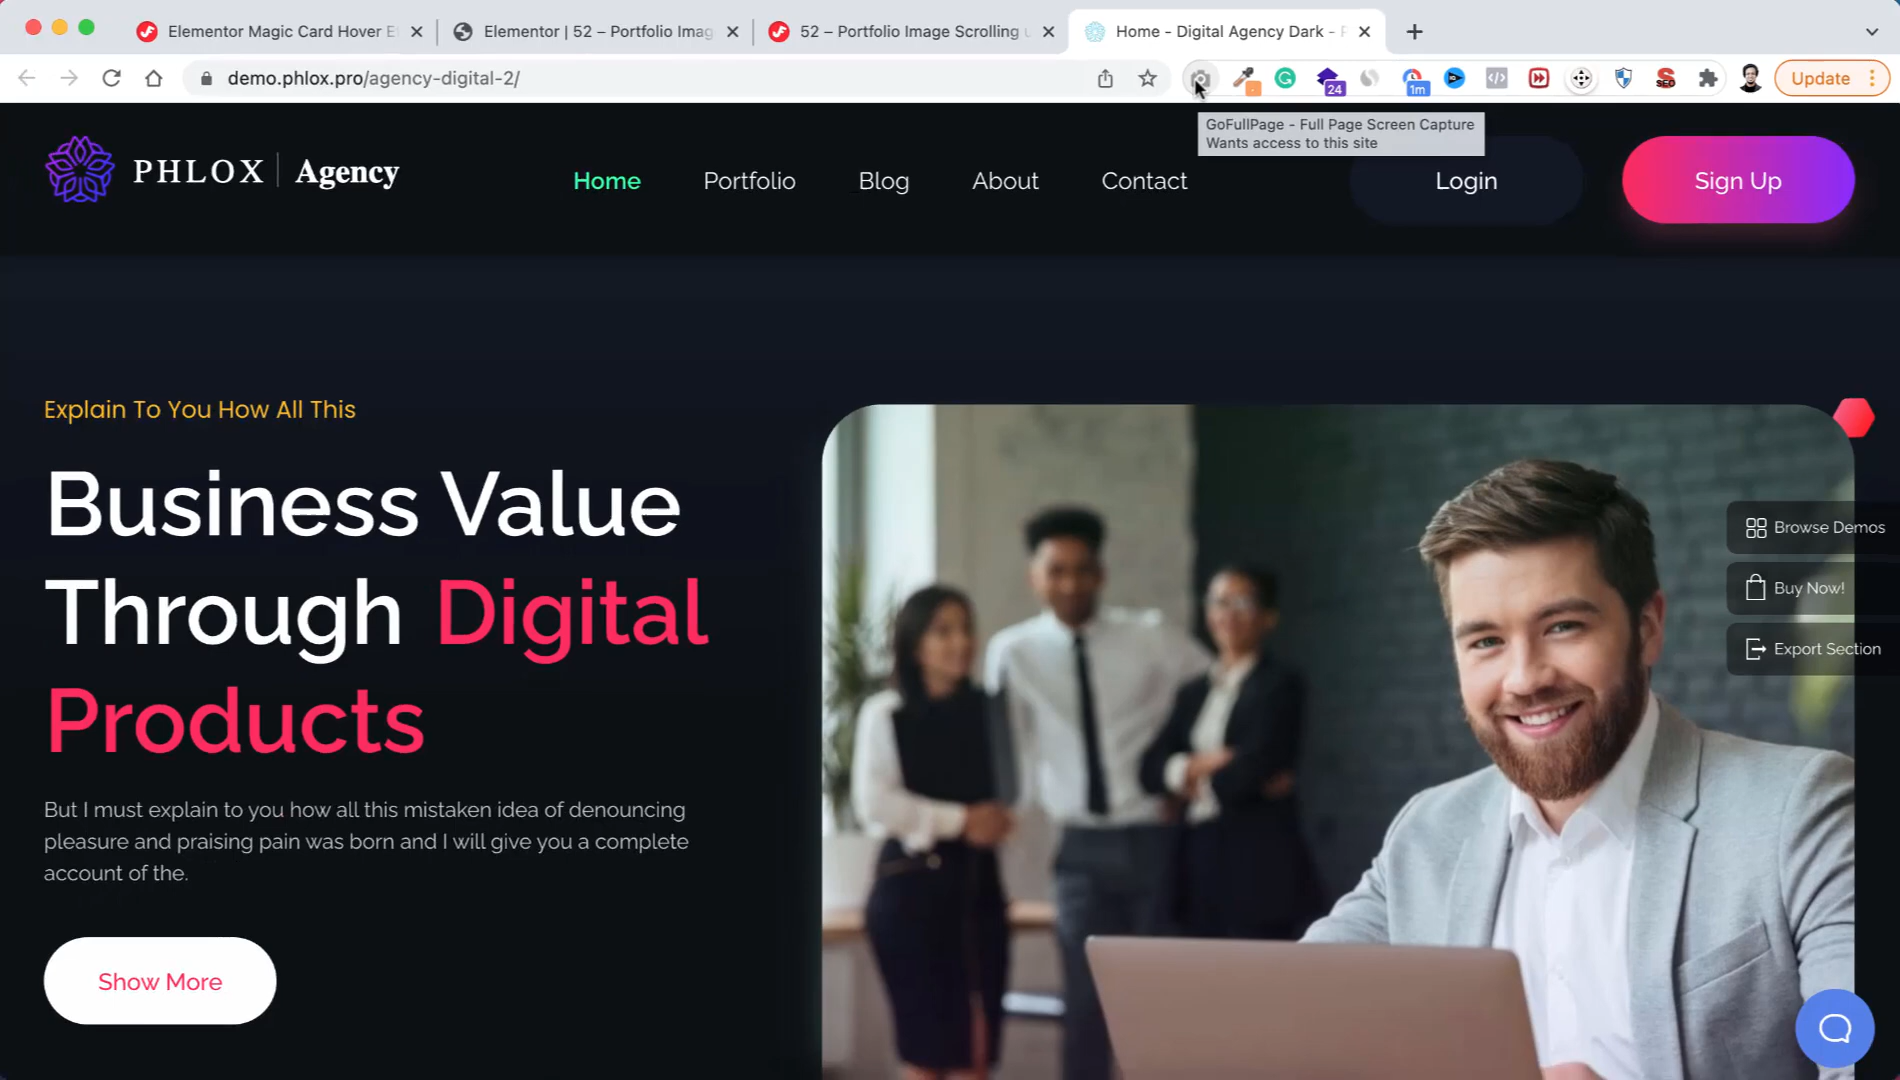 Elementor Magic Card Hover E
Elementor | 52 – Portfolio Imag
52 – Portfolio Image Scrolling u
Home - Digital Agency Dark - P
demo.phlox.pro/agency-digital-2/
24
1m
SEO
Update
GoFullPage - Full Page Screen Capture
Wants access to this site
PHLOX | Agency
Home
Portfolio
Blog
About
Contact
Login
Sign Up
Explain To You How All This
Business Value
Through Digital
Products
But I must explain to you how all this mistaken idea of denouncing
pleasure and praising pain was born and I will give you a complete
account of the.
Show More
Browse Demos
Buy Now!
Export Section